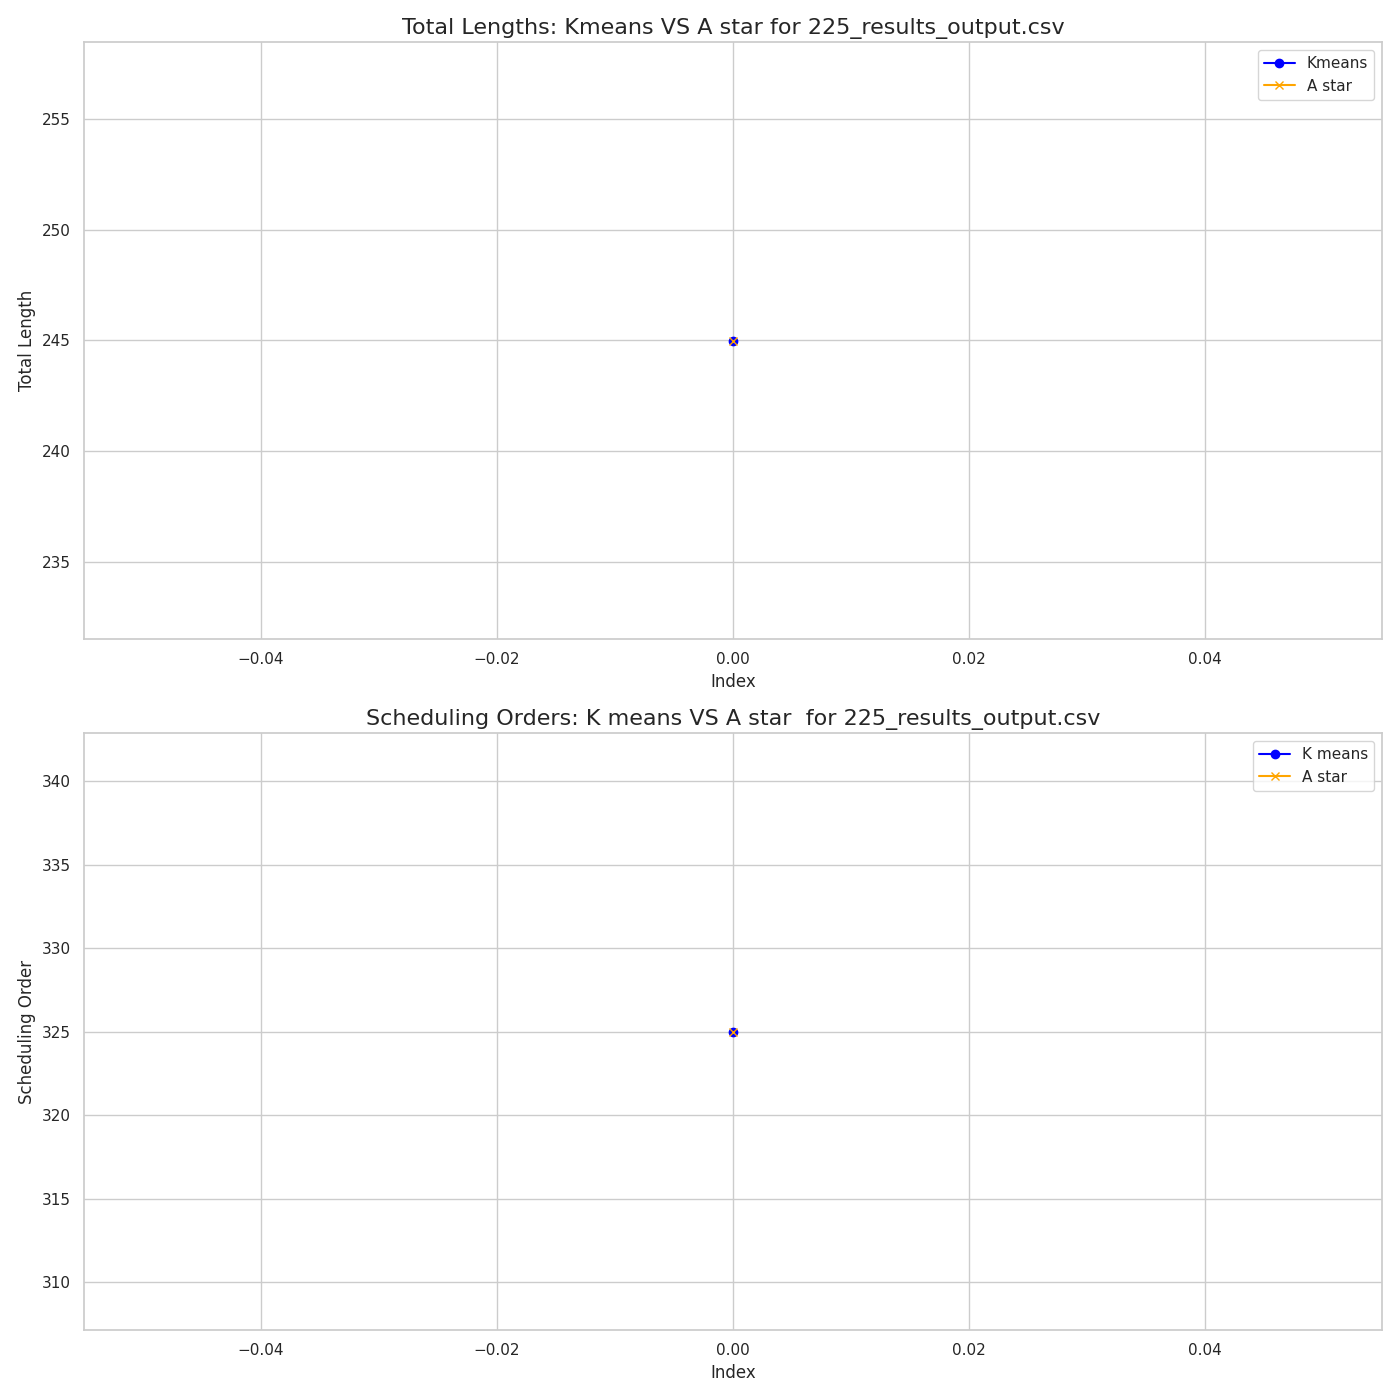 Total Lengths: Kmeans VS A star for 225_results_output.csv
Kmeans
A star
255
250
245
240
235
Total Length
−0.04
−0.02
0.00
0.02
0.04
Index
Scheduling Orders: K means VS A star  for 225_results_output.csv
K means
A star
340
335
330
325
320
315
310
Scheduling Order
−0.04
−0.02
0.00
0.02
0.04
Index